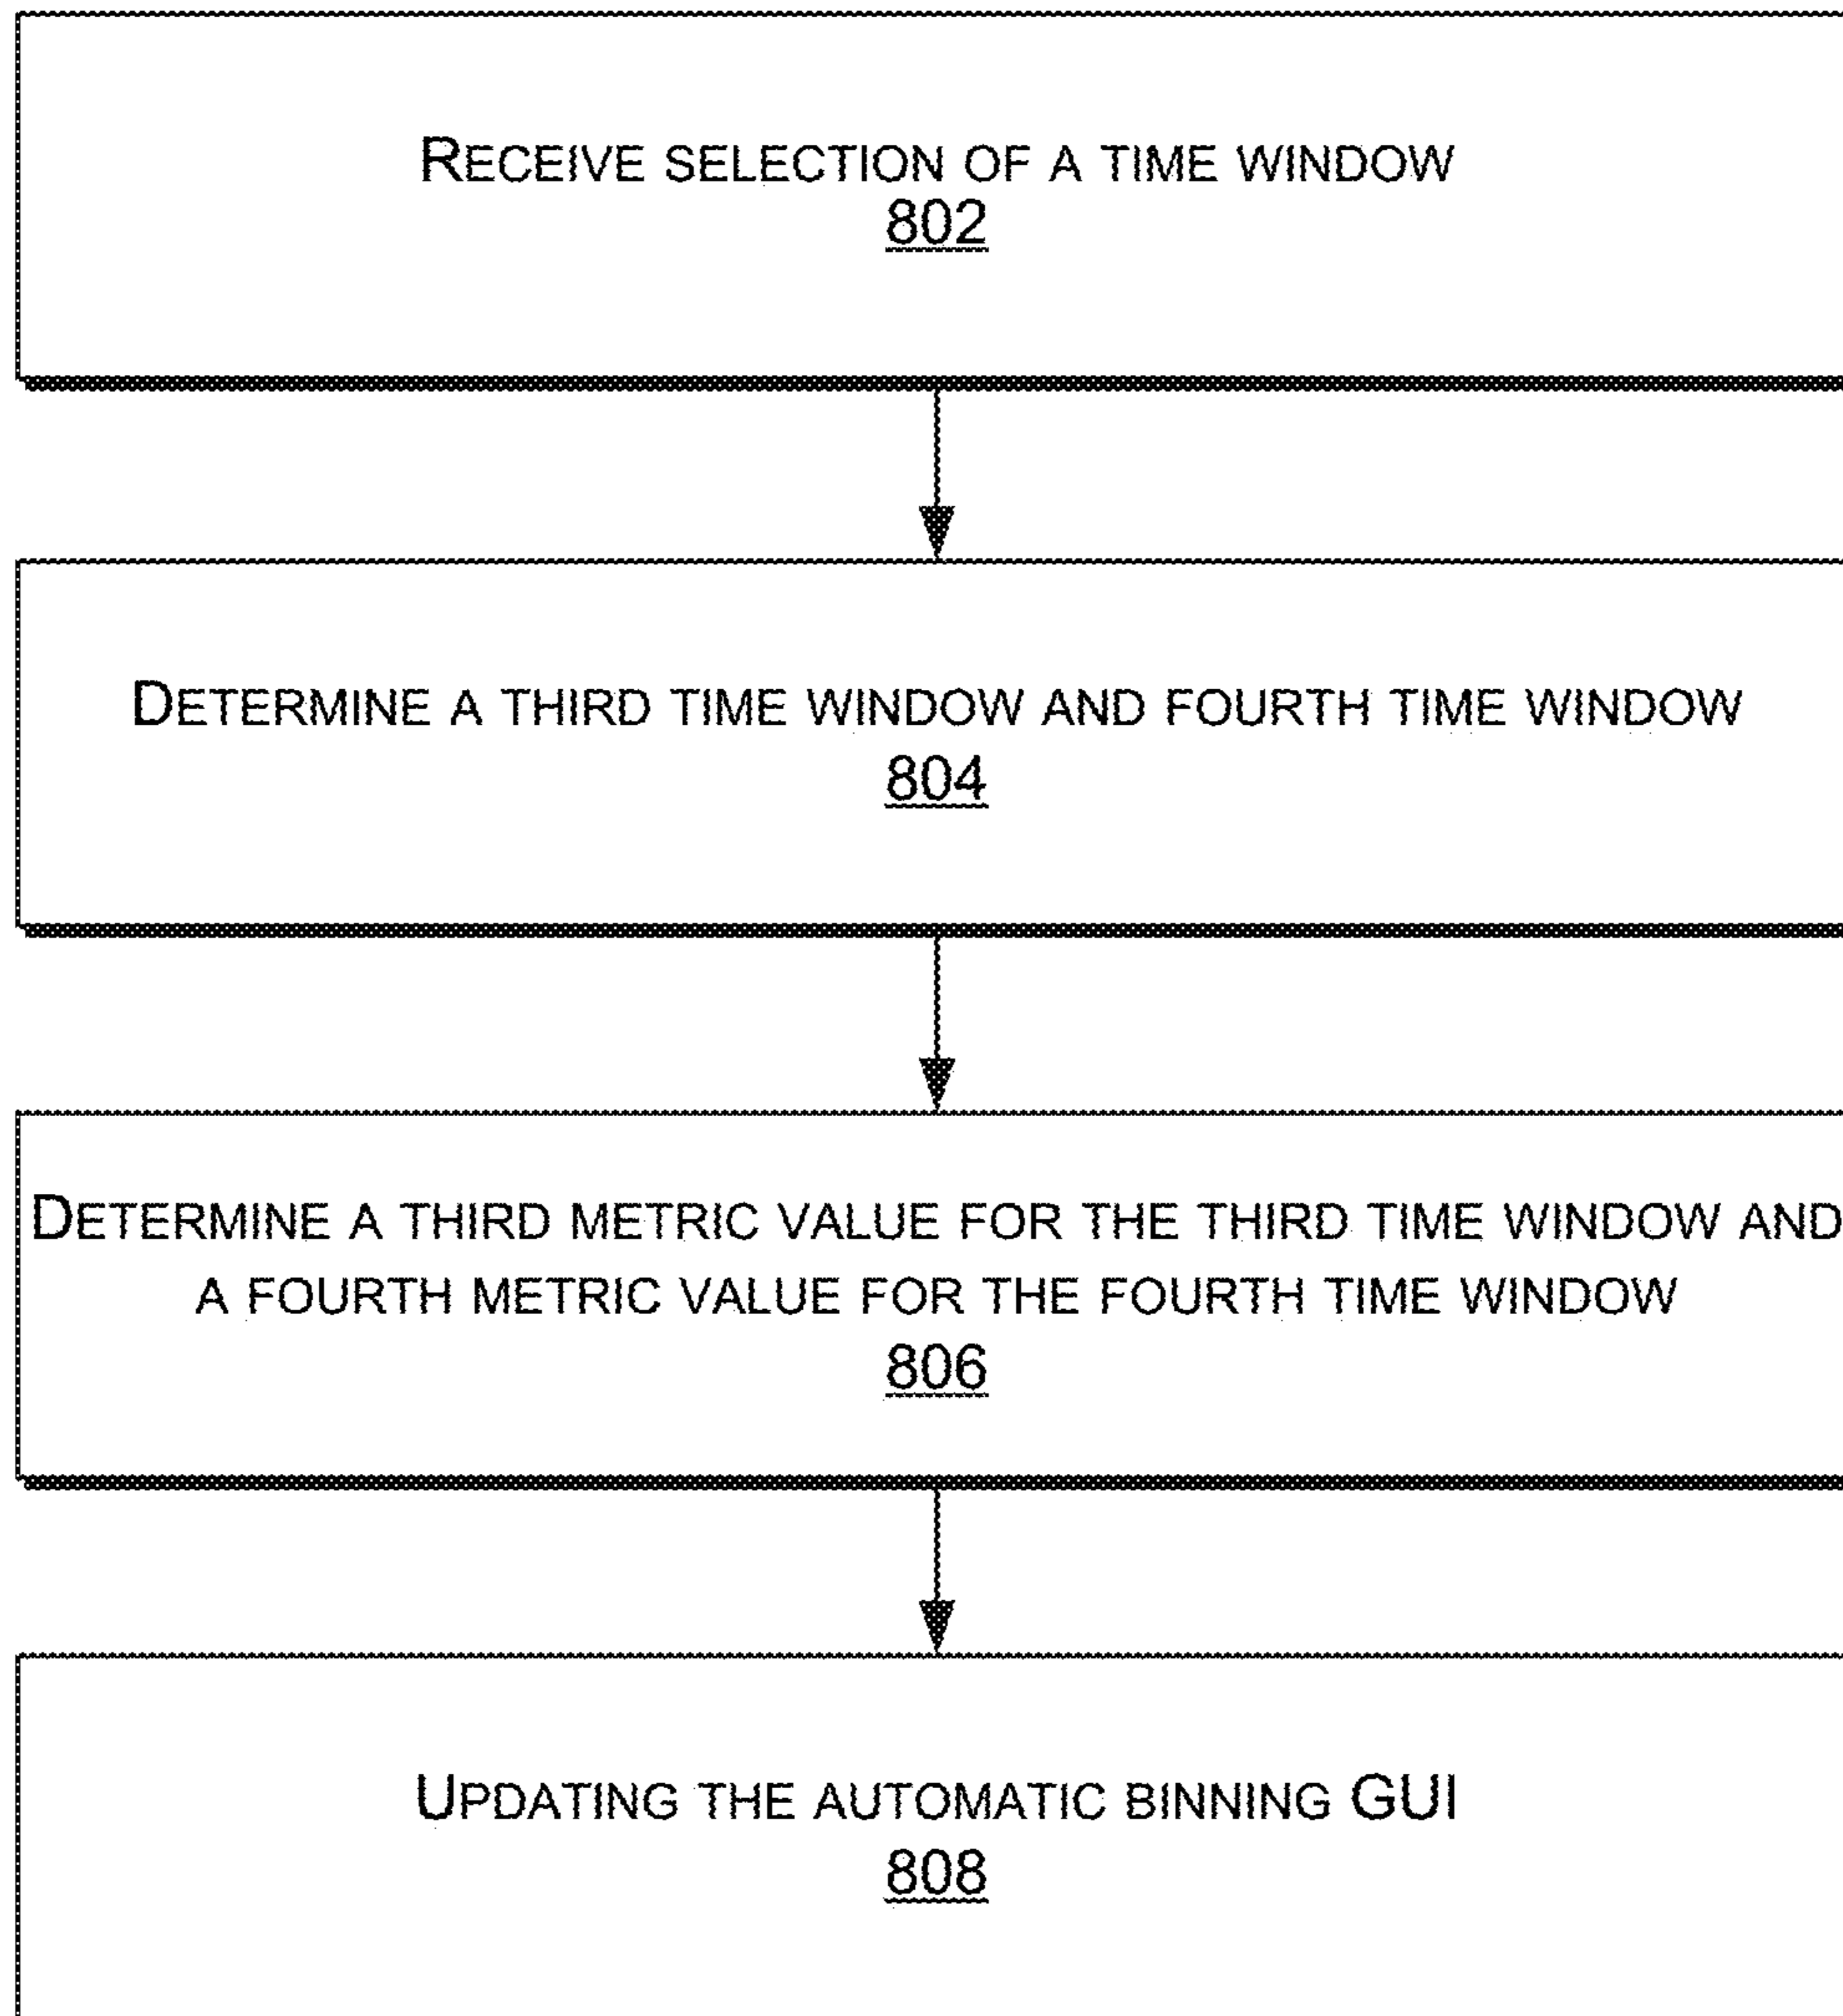 RECEIVE SELECTION OF A TIME WINDOW
802
DETERMINE A THIRD TIME WINDOW AND FOURTH TIME WINDOW
804
DETERMINE A THIRD METRIC VALUE FOR THE THIRD TIME WINDOW AND
A FOURTH METRIC VALUE FOR THE FOURTH TIME WINDOW
806
UPDATING THE AUTOMATIC BINNING GUI
808